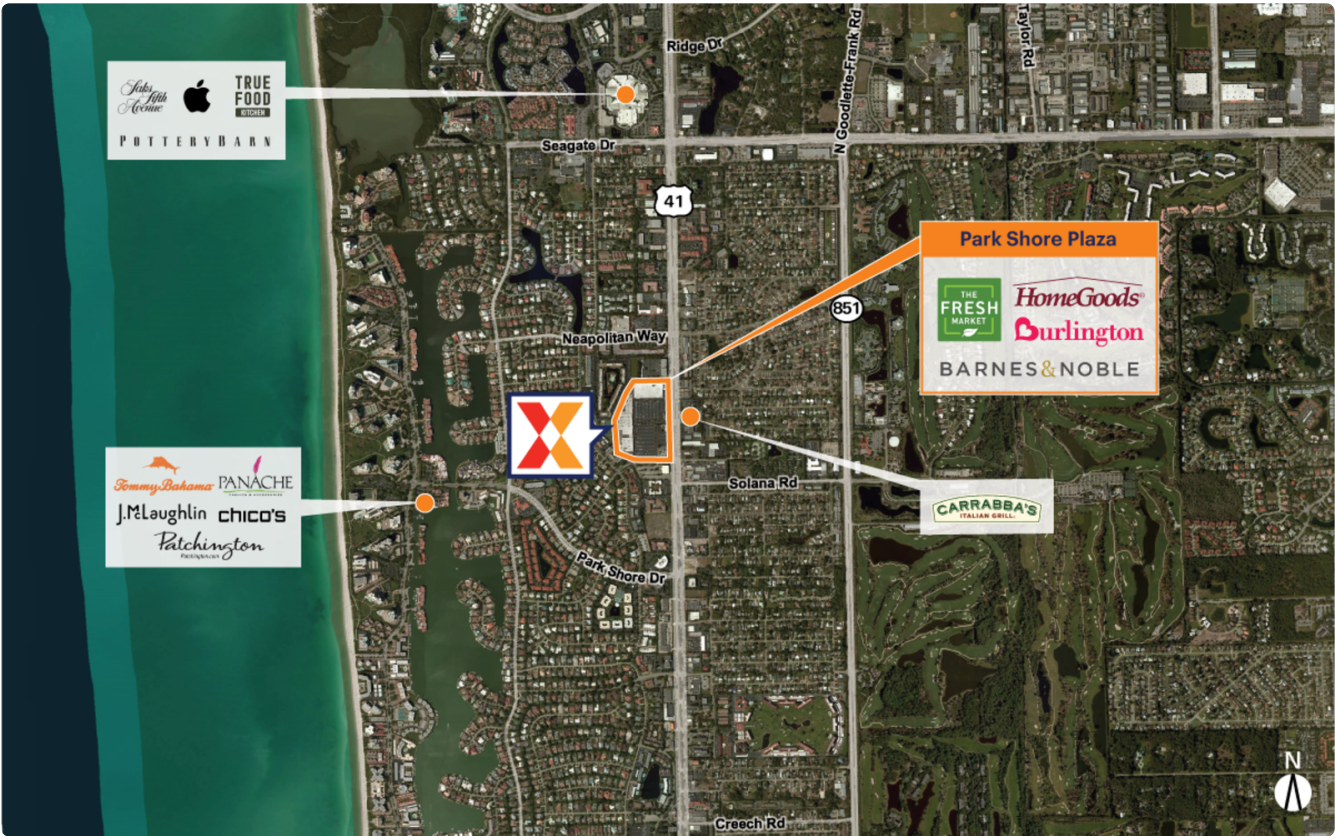 Ridge Dr
N Goodlette-Frank Rd
Taylor Rd
Saks
Fifth
Avenue
TRUE
FOOD
KITCHEN
POTTERYBARN
Seagate Dr
41
Park Shore Plaza
THE
FRESH
MARKET
HomeGoods
Burlington
BARNES&NOBLE
851
Neapolitan Way
Tommy Bahama
PANACHE
J.McLaughlin
chico's
Patchington
Solana Rd
CARRABBA'S
ITALIAN GRILL.
Park Shore Dr
N
Creech Rd